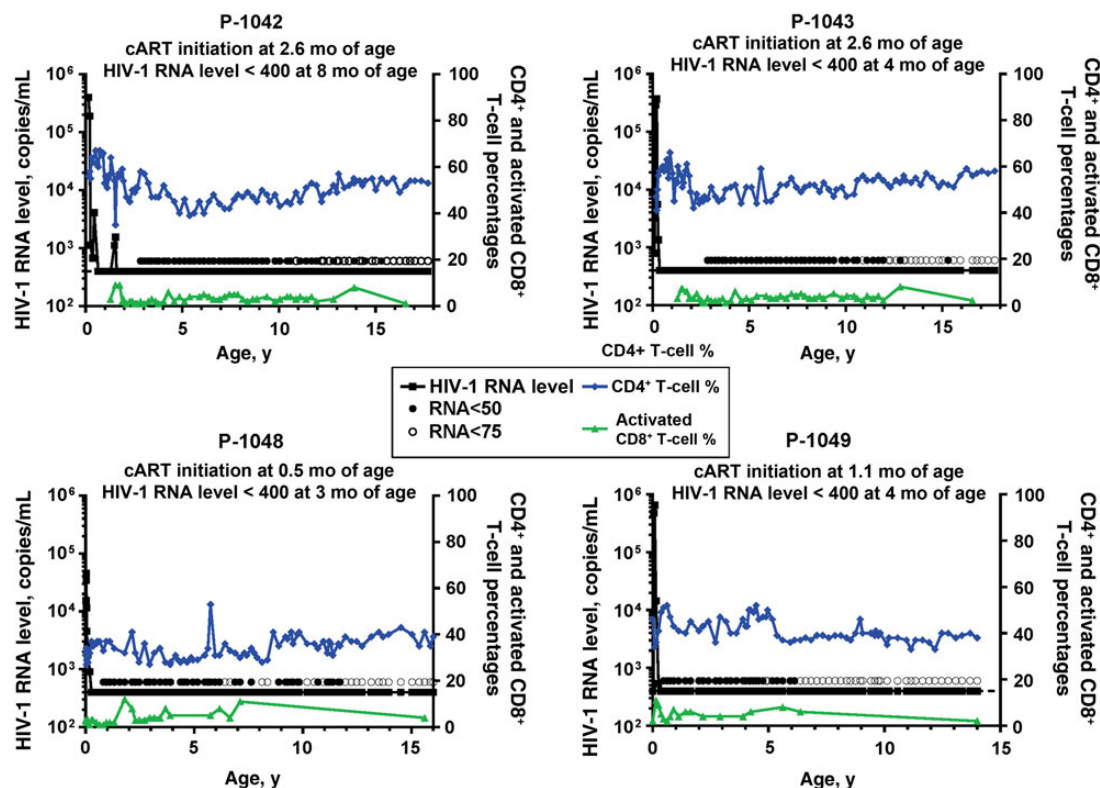 P-1042
cART initiation at 2.6 mo of age
HIV-1 RNA level < 400 at 8 mo of age
HIV-1 RNA level, copies/mL
10⁶
10⁵
10⁴
10³
10²
100
80
60
40
20
0
CD4⁺ and activated CD8⁺
T-cell percentages
0 5 10 15
Age, y
P-1043
cART initiation at 2.6 mo of age
HIV-1 RNA level < 400 at 4 mo of age
HIV-1 RNA level, copies/mL
10⁶
10⁵
10⁴
10³
10²
100
80
60
40
20
0
CD4⁺ and activated CD8⁺
T-cell percentages
0 5 10 15
Age, y
CD4+ T-cell %
HIV-1 RNA level
RNA<50
RNA<75
CD4⁺ T-cell %
Activated
CD8⁺ T-cell %
P-1048
cART initiation at 0.5 mo of age
HIV-1 RNA level < 400 at 3 mo of age
HIV-1 RNA level, copies/mL
10⁶
10⁵
10⁴
10³
10²
100
80
60
40
20
0
CD4⁺ and activated CD8⁺
T-cell percentages
0 5 10 15
Age, y
P-1049
cART initiation at 1.1 mo of age
HIV-1 RNA level < 400 at 4 mo of age
HIV-1 RNA level, copies/mL
10⁶
10⁵
10⁴
10³
10²
100
80
60
40
20
0
CD4⁺ and activated CD8⁺
T-cell percentages
0 5 10 15
Age, y